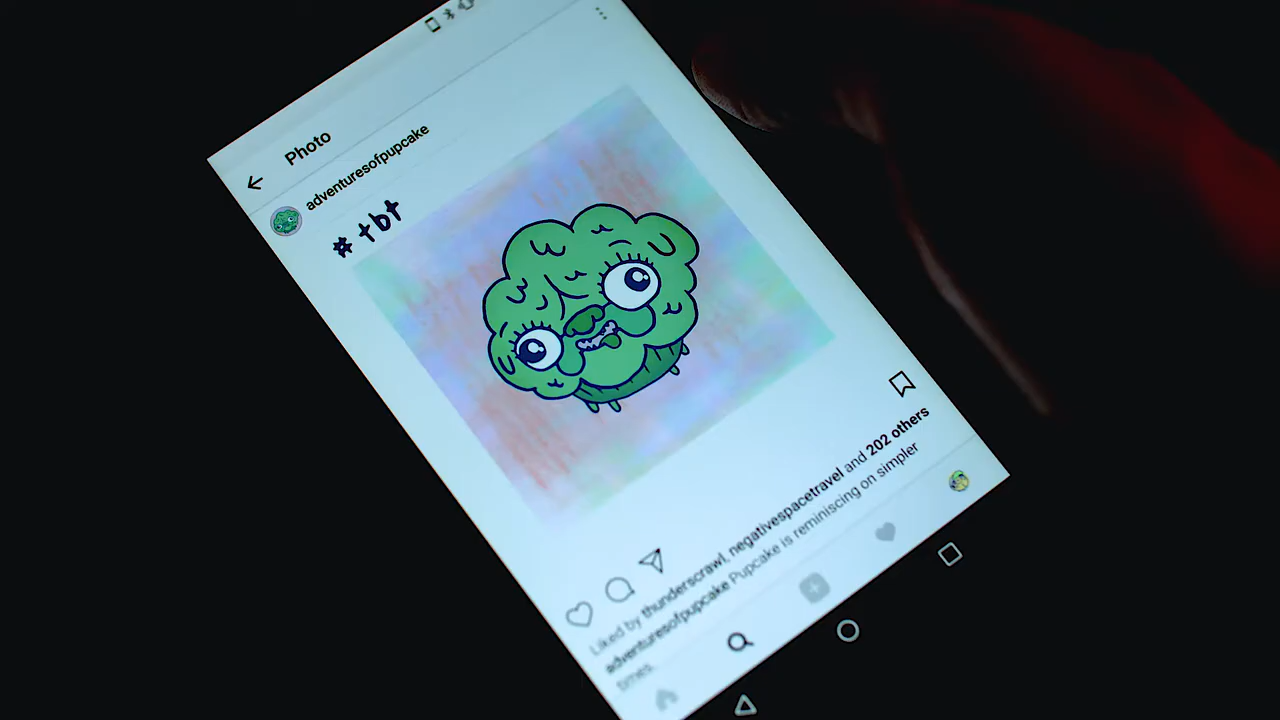 Photo
adventuresofpupcake
# tbt
Liked by thunderscrawl, negativespacetravel and 202 others
adventuresofpupcake Pupcake is reminiscing on simpler
times.